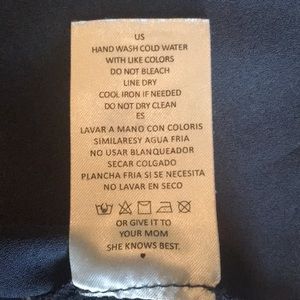 US
HAND WASH COLD WATER
WITH LIKE COLORS
DO NOT BLEACH
LINE DRY
COOL IRON IF NEEDED
DO NOT DRY CLEAN
ES
LAVAR A MANO CON COLORIS
SIMILARESY AGUA FRIA
NO USAR BLANQUEADOR
SECAR COLGADO
PLANCHA FRIA SI SE NECESITA
NO LAVAR EN SECO
OR GIVE IT TO
YOUR MOM
SHE KNOWS BEST.